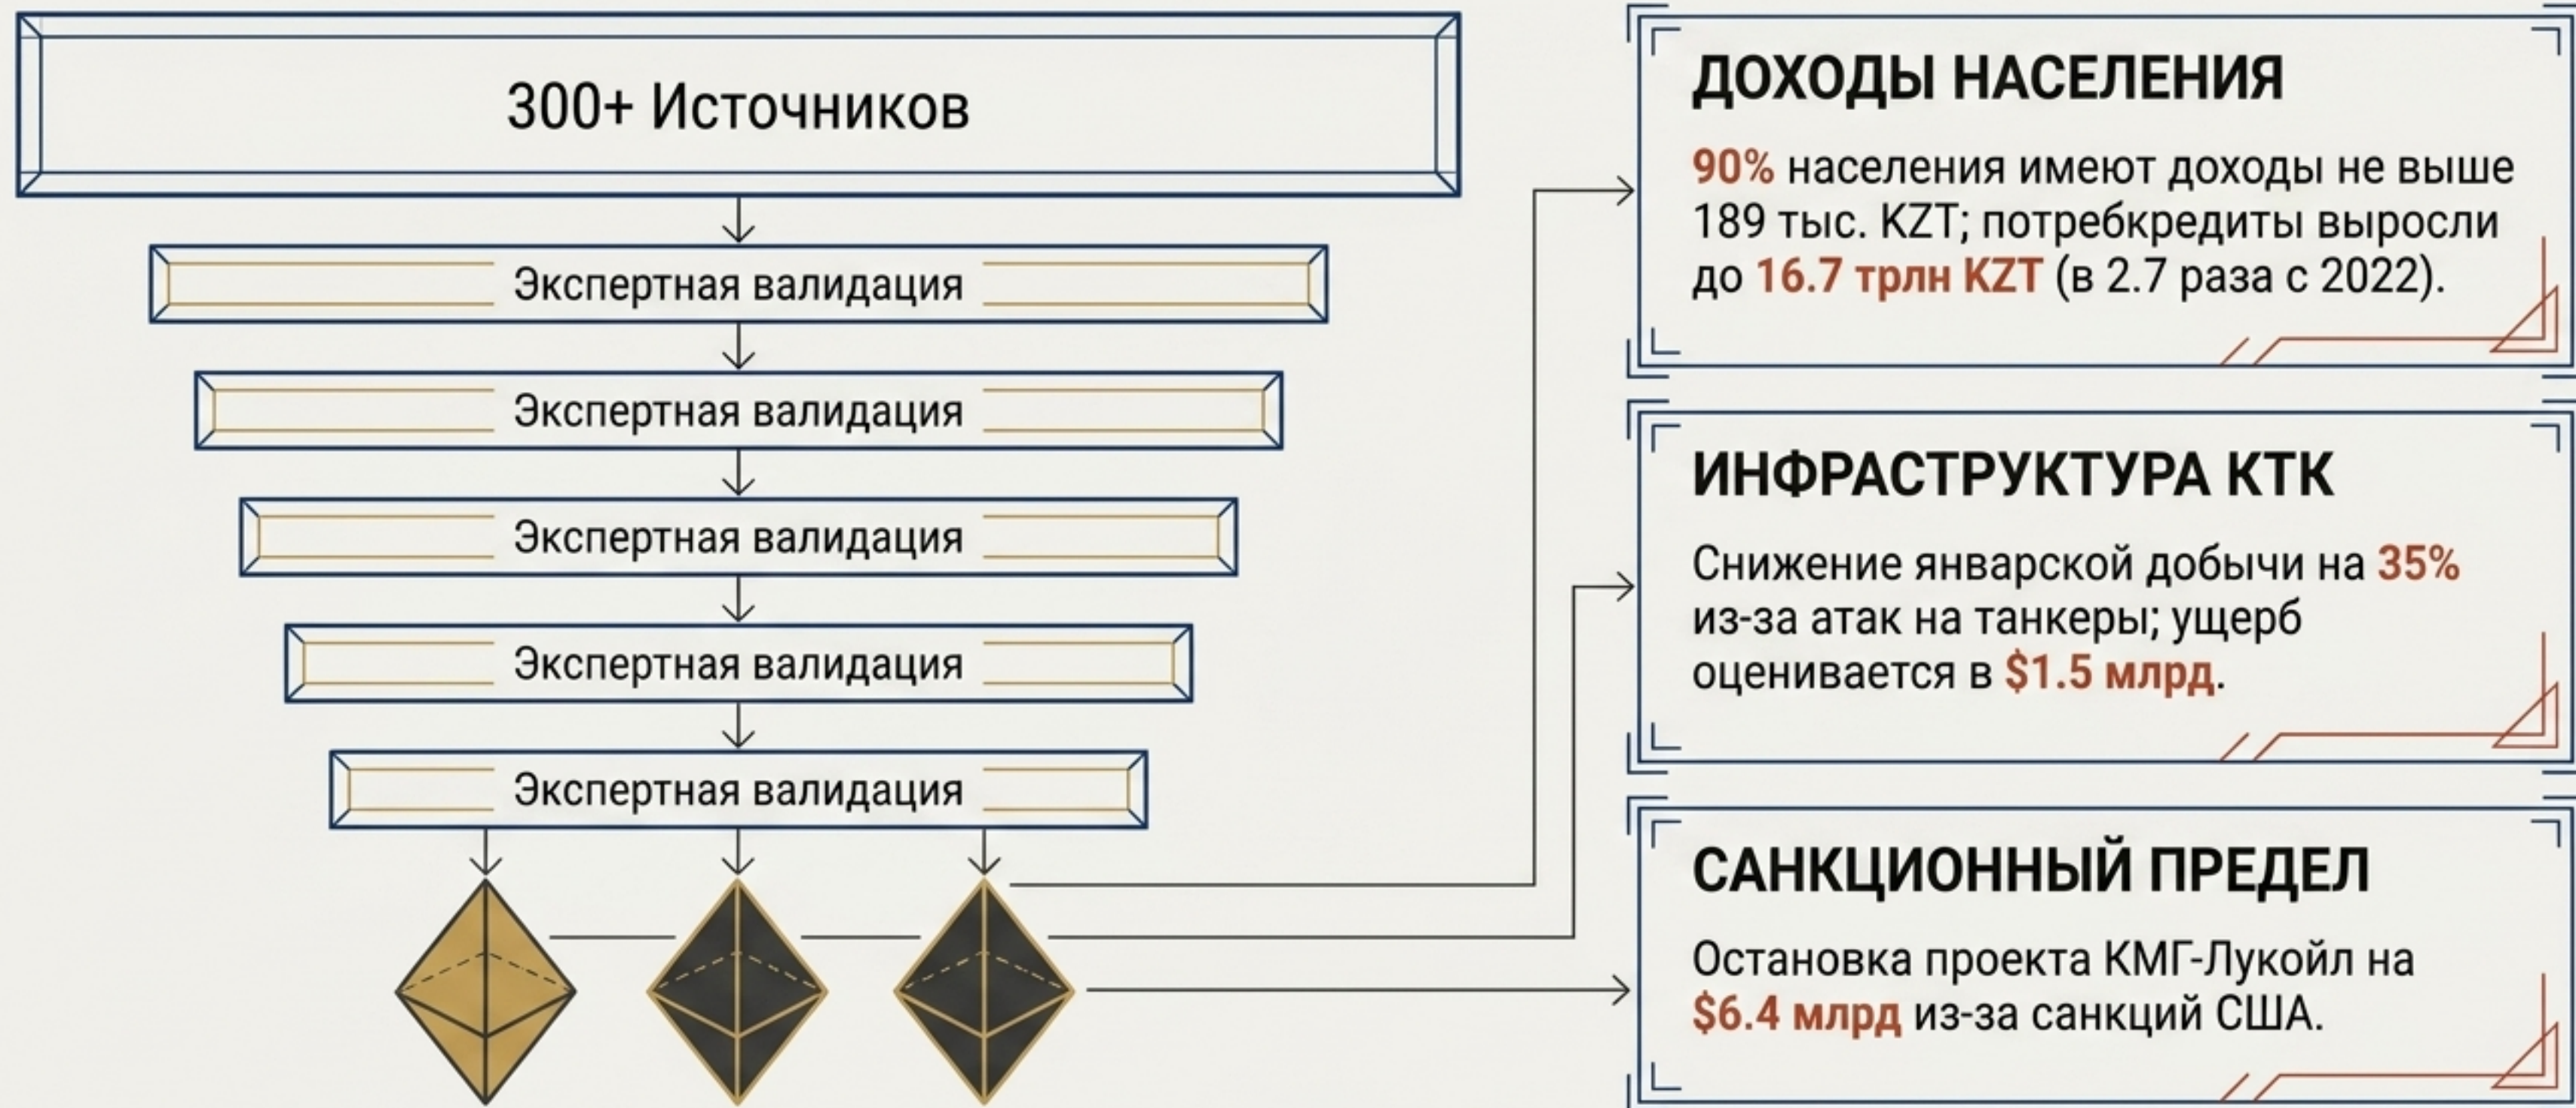 300+ Источников
Экспертная валидация
Экспертная валидация
Экспертная валидация
Экспертная валидация
Экспертная валидация
ДОХОДЫ НАСЕЛЕНИЯ
90% населения имеют доходы не выше
189 тыс. KZT; потребкредиты выросли
до 16.7 трлн KZT (в 2.7 раза с 2022).
ИНФРАСТРУКТУРА КТК
Снижение январской добычи на 35%
из-за атак на танкеры; ущерб
оценивается в $1.5 млрд.
САНКЦИОННЫЙ ПРЕДЕЛ
Остановка проекта КМГ-Лукойл на
$6.4 млрд из-за санкций США.